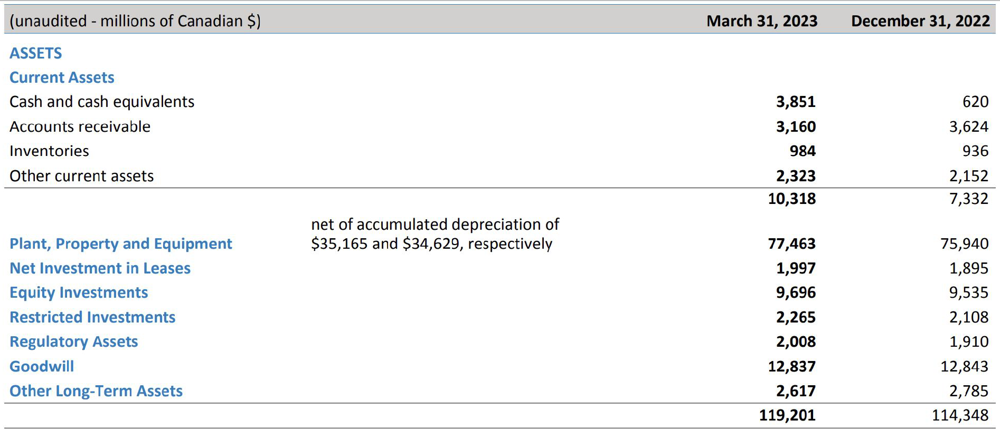 (unaudited - millions of Canadian $) March 31, 2023 December 31, 2022
ASSETS
Current Assets
Cash and cash equivalents 3,851 620
Accounts receivable 3,160 3,624
Inventories 984 936
Other current assets 2,323 2,152
10,318 7,332
net of accumulated depreciation of
Plant, Property and Equipment $35,165 and $34,629, respectively 77,463 75,940
Net Investment in Leases 1,997 1,895
Equity Investments 9,696 9,535
Restricted Investments 2,265 2,108
Regulatory Assets 2,008 1,910
Goodwill 12,837 12,843
Other Long-Term Assets 2,617 2,785
119,201 114,348